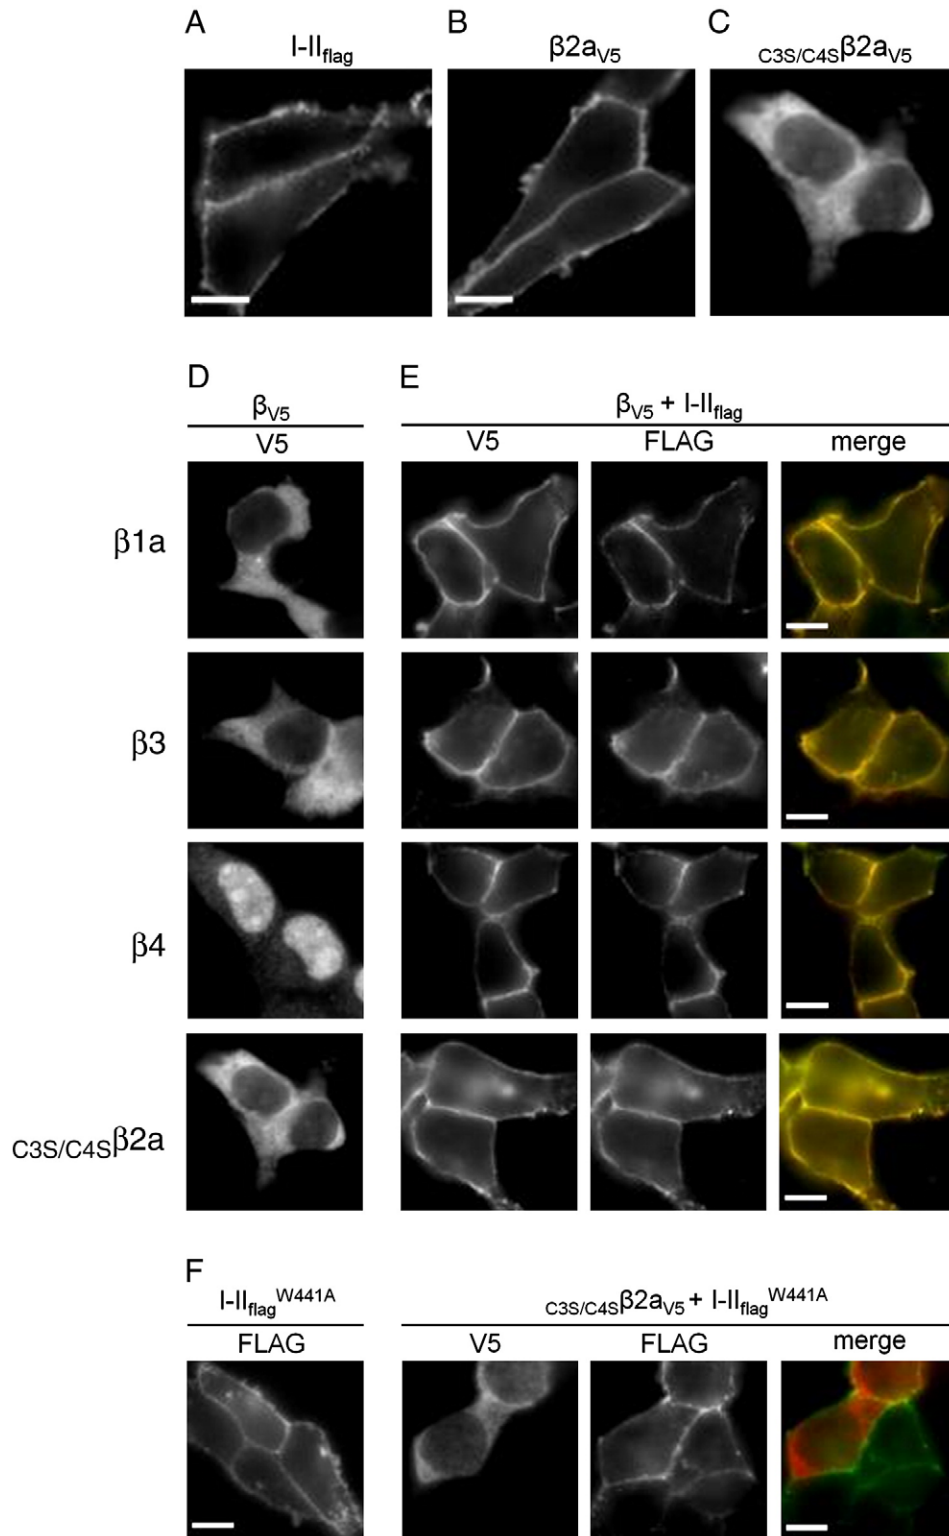 A B C
I-IIflag β2aV5 C3S/C4Sβ2aV5
D E
βV5 βV5 + I-IIflag
V5 V5 FLAG merge
β1a
β3
β4
C3S/C4Sβ2a
F
I-IIflagW441A C3S/C4Sβ2aV5 + I-IIflagW441A
FLAG V5 FLAG merge